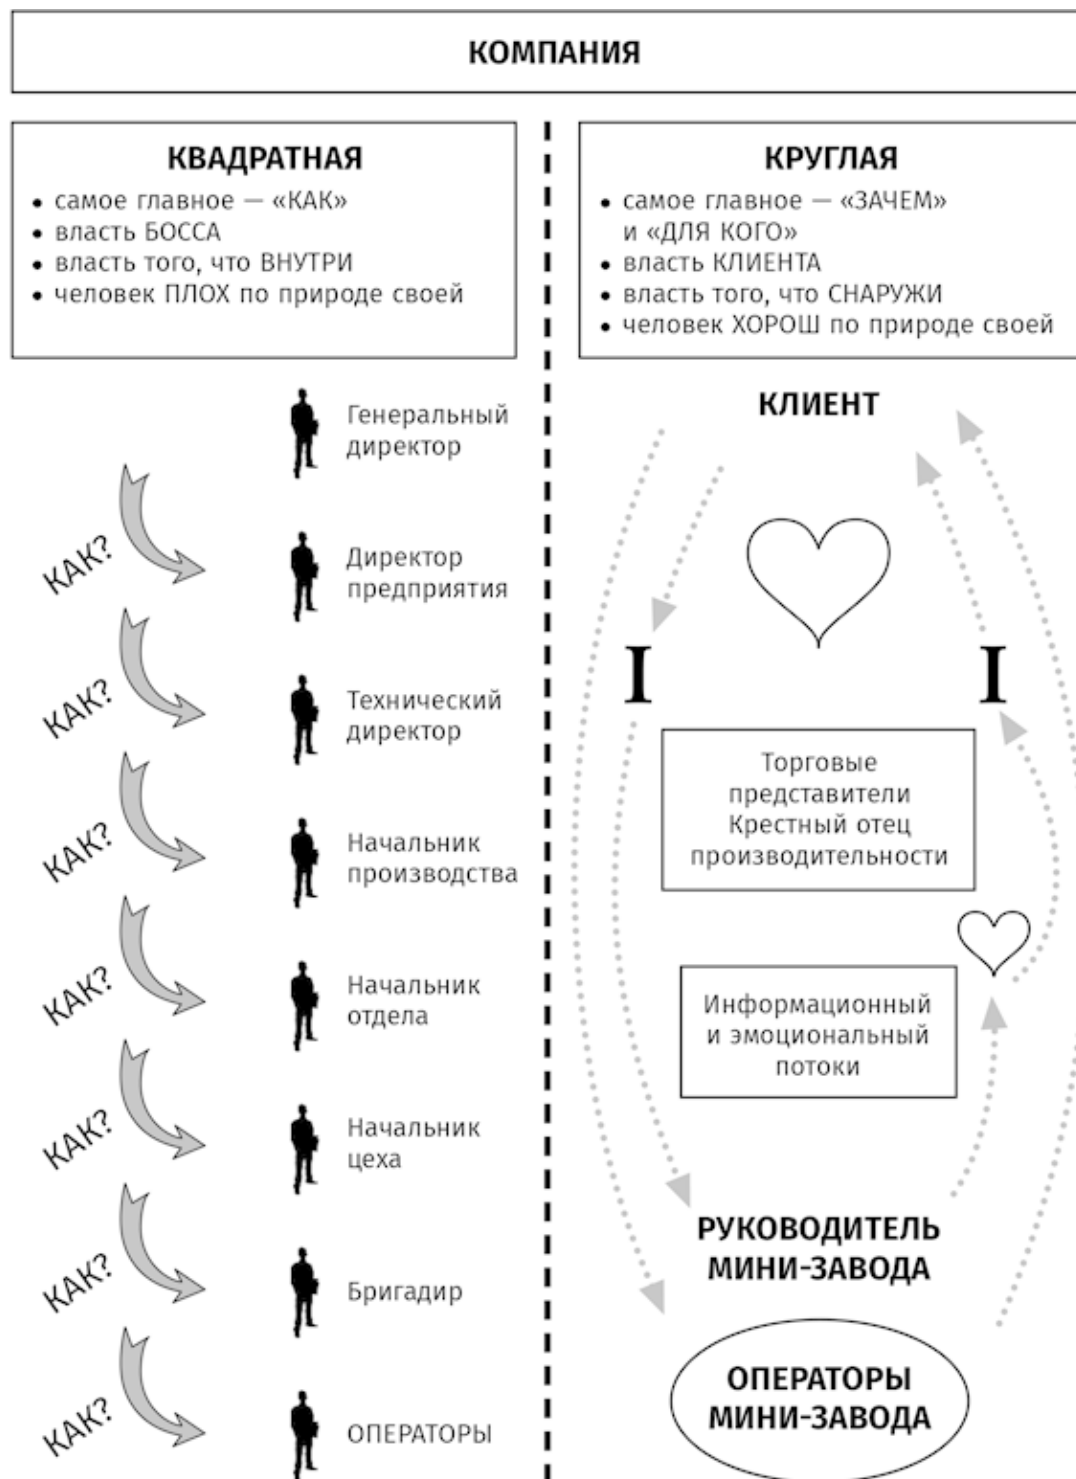 КОМПАНИЯ
КВАДРАТНАЯ
• самое главное — «КАК»
• власть БОССА
• власть того, что ВНУТРИ
• человек ПЛОХ по природе своей
Генеральный
директор
КАК?
Директор
предприятия
КАК?
Технический
директор
КАК?
Начальник
производства
КАК?
Начальник
отдела
КАК?
Начальник
цеха
КАК?
Бригадир
КАК?
ОПЕРАТОРЫ
КРУГЛАЯ
• самое главное — «ЗАЧЕМ»
и «ДЛЯ КОГО»
• власть КЛИЕНТА
• власть того, что СНАРУЖИ
• человек ХОРОШ по природе своей
КЛИЕНТ
I
I
Торговые
представители
Крестный отец
производительности
Информационный
и эмоциональный
потоки
РУКОВОДИТЕЛЬ
МИНИ-ЗАВОДА
ОПЕРАТОРЫ
МИНИ-ЗАВОДА